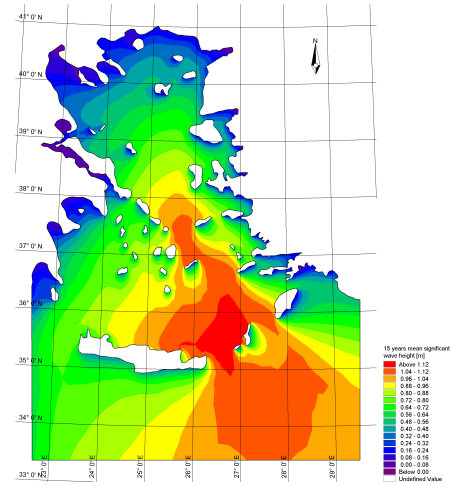 41° 0' N
N
40° 0' N
39° 0' N
38° 0' N
37° 0' N
36° 0' N
35° 0' N
34° 0' N
33° 0' N
23° 0' E
24° 0' E
25° 0' E
26° 0' E
27° 0' E
28° 0' E
29° 0' E
15 years mean significant
wave height [m]
Above 1.12
1.04 - 1.12
0.96 - 1.04
0.88 - 0.96
0.80 - 0.88
0.72 - 0.80
0.64 - 0.72
0.56 - 0.64
0.48 - 0.56
0.40 - 0.48
0.32 - 0.40
0.24 - 0.32
0.16 - 0.24
0.08 - 0.16
0.00 - 0.08
Below 0.00
Undefined Value